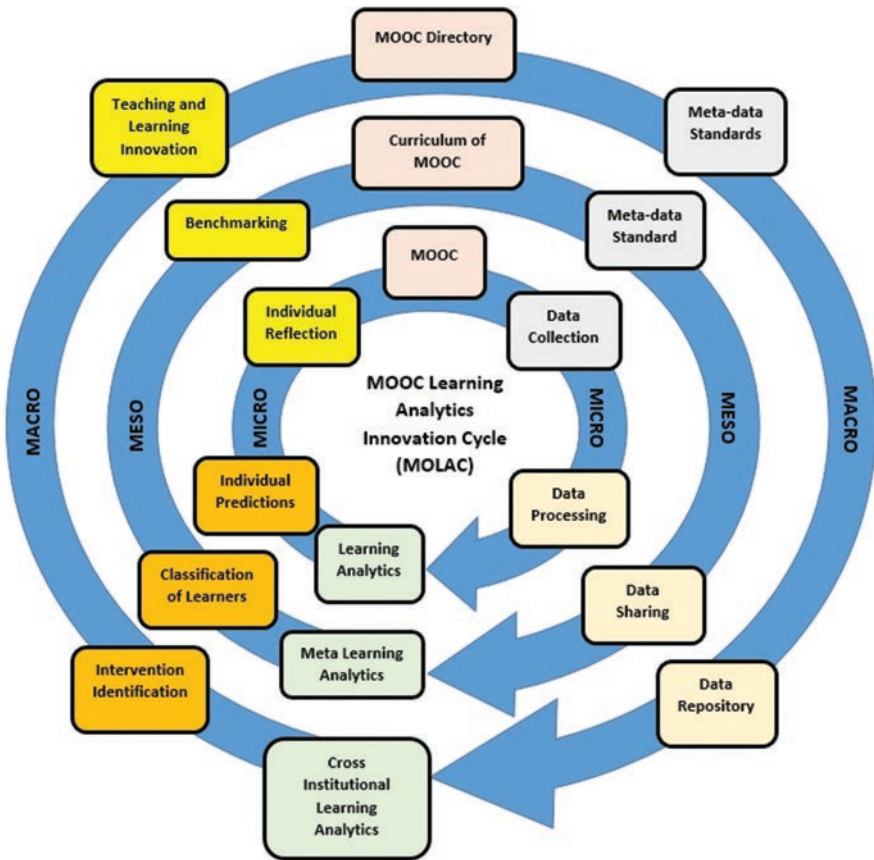 MOOC Directory
Teaching and
Learning
Innovation
Meta-data
Standards
Curriculum of
MOOC
Benchmarking
Meta-data
Standard
MOOC
Individual
Reflection
Data
Collection
MOOC Learning
Analytics
Innovation Cycle
(MOLAC)
MACRO
MESO
MICRO
MICRO
MESO
MACRO
Individual
Predictions
Data
Processing
Learning
Analytics
Classification
of Learners
Data
Sharing
Meta Learning
Analytics
Intervention
Identification
Data
Repository
Cross
Institutional
Learning
Analytics